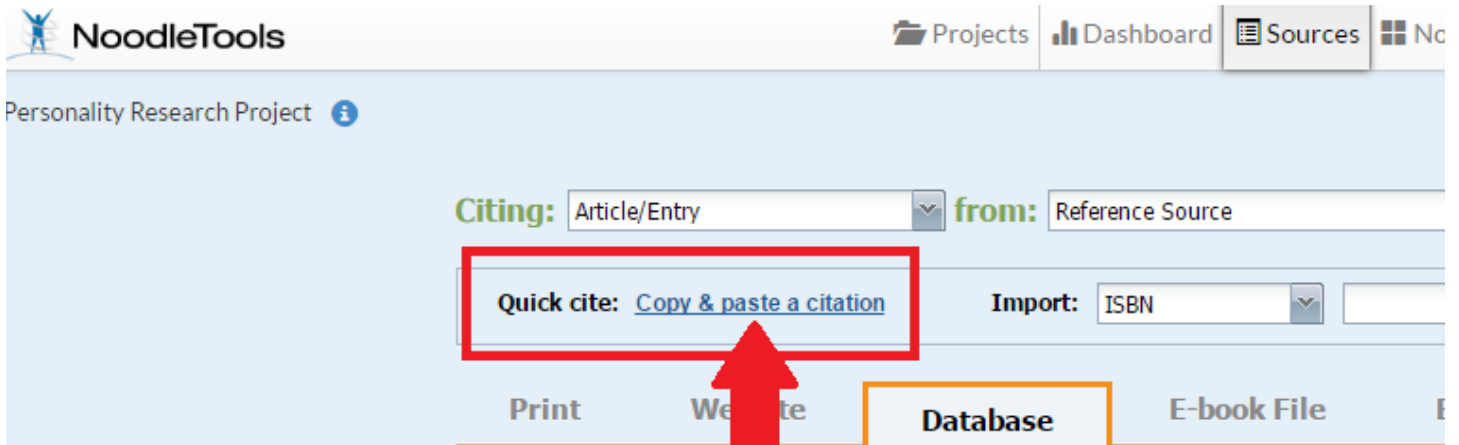 NoodleTools Projects Dashboard Sources
Personality Research Project
Citing: Article/Entry from: Reference Source
Quick cite: Copy & paste a citation Import: ISBN
Print Database E-book File